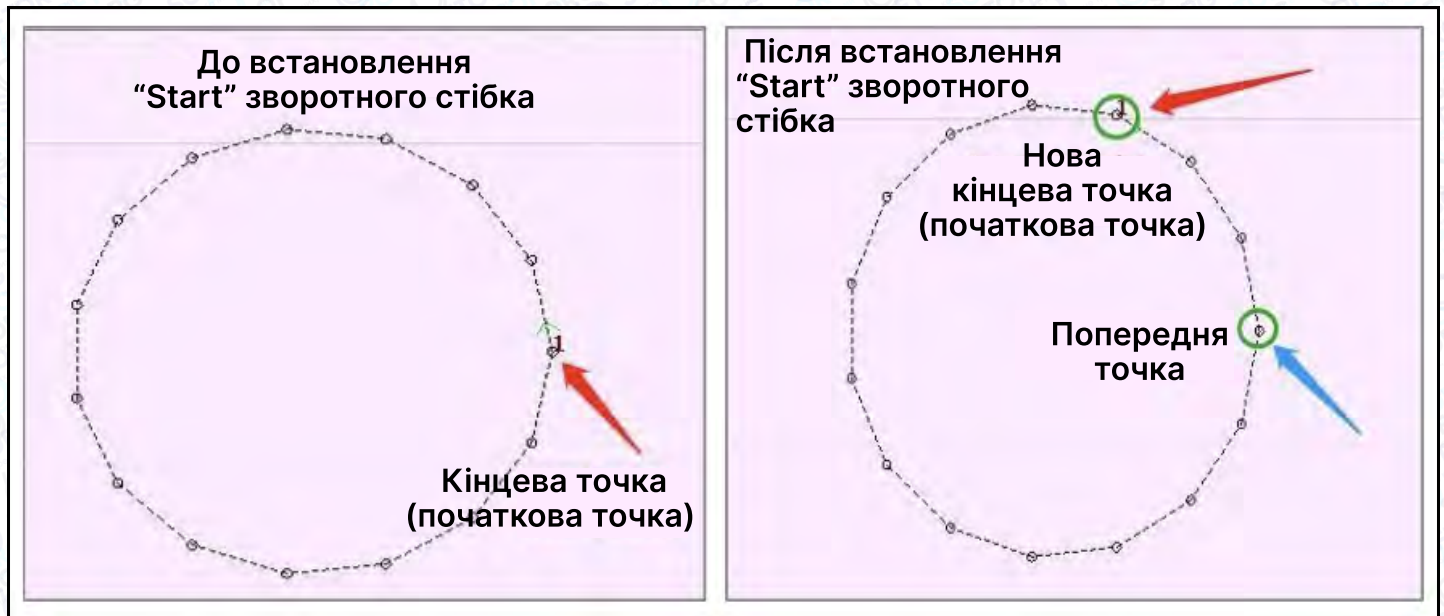 До встановлення
“Start” зворотного стібка
1
Кінцева точка
(початкова точка)
Після встановлення
“Start” зворотного
стібка
1
Нова
кінцева точка
(початкова точка)
Попередня
точка